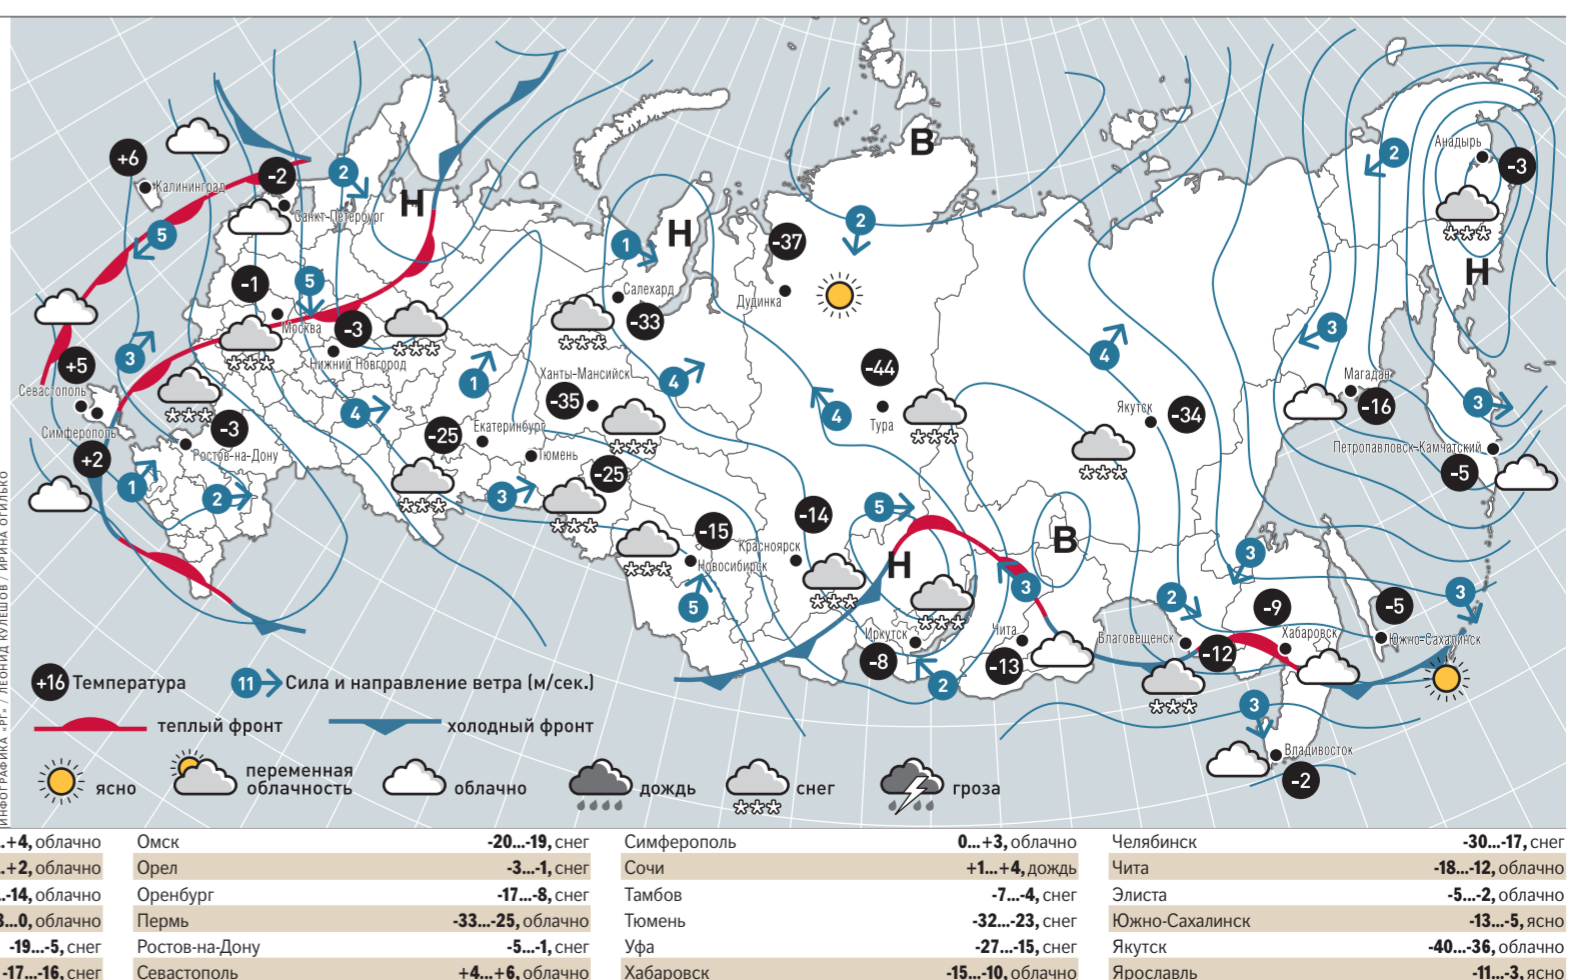 ИНФОГРАФИКА «РГ» / ЛЕОНИД КУЛЕШОВ / ИРИНА ОГИЛЬКО
В
Анадырь
-3
2
+6
Калининград
-2
2
Санкт-Петербург
Н
5
1
Н
-37
2
Н
-1
5
Салехард
-33
Дудинка
Москва
-3
Нижний Новгород
3
4
3
+5
Севастополь
1
Ханты-Мансийск
-35
4
-44
Тура
4
Магадан
-16
3
4
Якутск
-34
Симферополь
+2
-3
Ростов-на-Дону
-25
Екатеринбург
Тюмень
-25
Петропавловск-Камчатский
-5
1
2
3
-15
Новосибирск
5
-14
Красноярск
5
Н
В
3
3
2
-9
Хабаровск
-5
Южно-Сахалинск
3
Иркутск
-8
2
Чита
-13
Благовещенск
-12
3
Владивосток
-2
+16 Температура
11 Сила и направление ветра (м/сек.)
теплый фронт
холодный фронт
ясно
переменная
облачность
облачно
дождь
снег
гроза
..+4, облачно Омск -20...-19, снег Симферополь 0...+3, облачно Челябинск -30...-17, снег
..+2, облачно Орел -3...-1, снег Сочи +1...+4, дождь Чита -18...-12, облачно
..-14, облачно Оренбург -17...-8, снег Тамбов -7...-4, снег Элиста -5...-2, облачно
3...0, облачно Пермь -33...-25, облачно Тюмень -32...-23, снег Южно-Сахалинск -13...-5, ясно
-19...-5, снег Ростов-на-Дону -5...-1, снег Уфа -27...-15, снег Якутск -40...-36, облачно
-17...-16, снег Севастополь +4...+6, облачно Хабаровск -15...-10, облачно Ярославль -11...-3, ясно